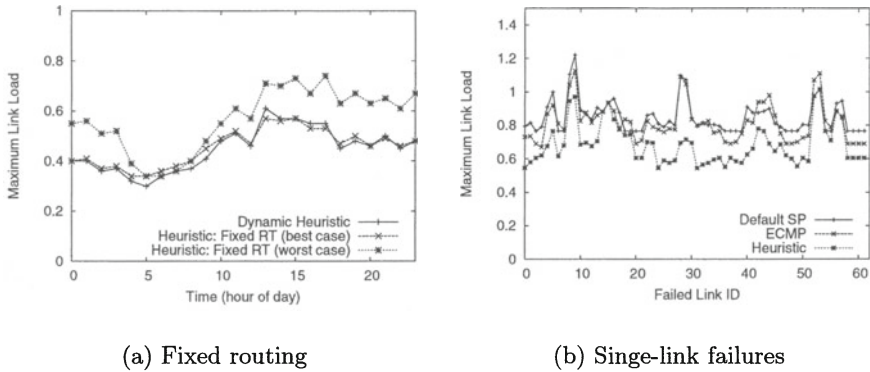 1
0.8
0.6
0.4
0.2
0
Maximum Link Load
Dynamic Heuristic
Heuristic: Fixed RT (best case)
Heuristic: Fixed RT (worst case)
0 5 10 15 20
Time (hour of day)
(a) Fixed routing
1.4
1.2
1
0.8
0.6
0.4
0.2
0
Maximum Link Load
Default SP
ECMP
Heuristic
0 10 20 30 40 50 60
Failed Link ID
(b) Singe-link failures